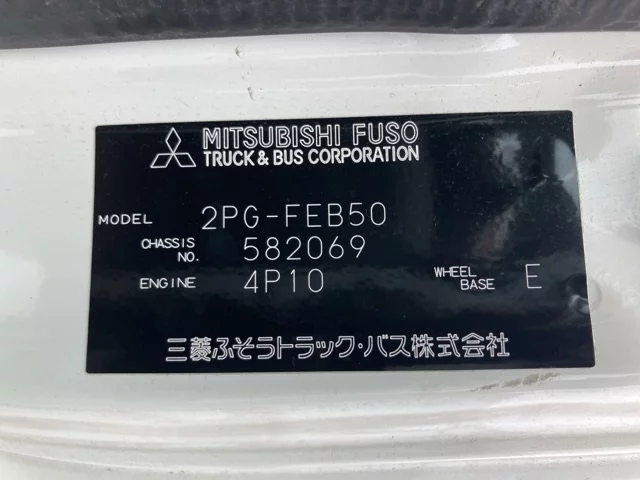 MITSUBISHI FUSO
TRUCK & BUS CORPORATION
MODEL 2PG-FEB50
CHASSIS NO. 582069
ENGINE 4P10 WHEEL BASE E
三菱ふそうトラック・バス株式会社